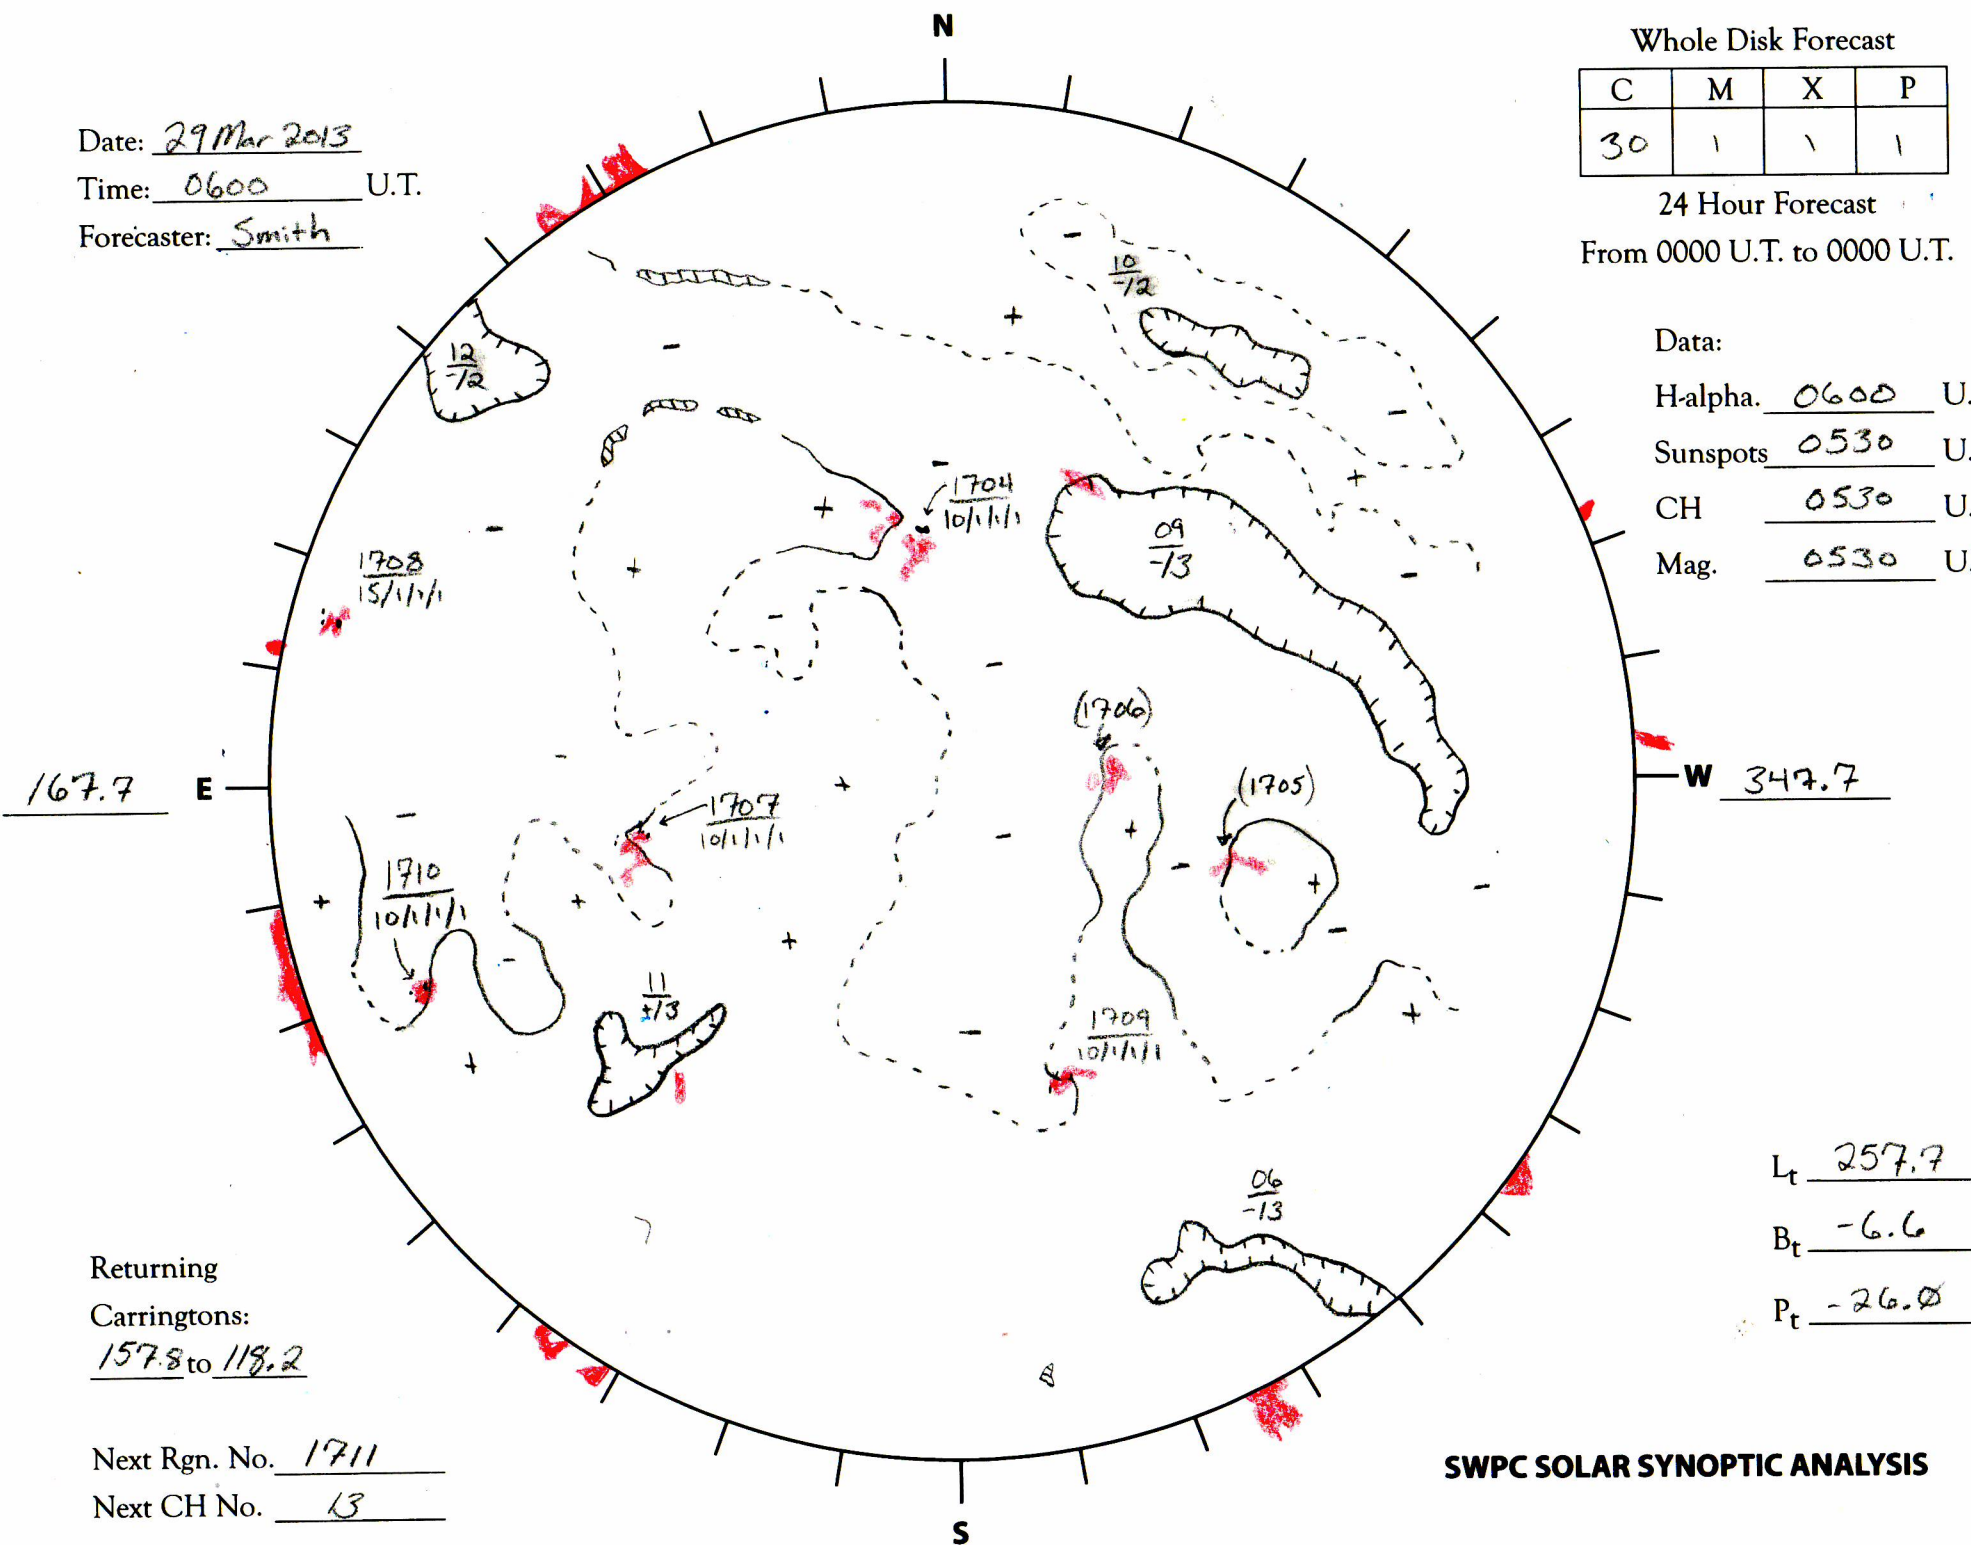 N
Whole Disk Forecast
C M X P
30 1 1 1
24 Hour Forecast
From 0000 U.T. to 0000 U.T.
Date: 29 Mar 2013
Time: 0600 U.T.
Forecaster: Smith
Data:
H-alpha. 0600 U.
Sunspots 0530 U.
CH 0530 U.
Mag. 0530 U.
10
-/2
12
-/2
1704
10/1/1/1
09
-/3
1708
15/1/1/1
(1706)
167.7 E
W 347.7
(1705)
1707
10/1/1/1
1710
10/1/1/1
11
+/3
1709
10/1/1/1
06
-/3
Lt 257.7
Bt -6.6
Pt -26.0
Returning
Carringtons:
157.8 to 118.2
Next Rgn. No. 1711
Next CH No. 13
SWPC SOLAR SYNOPTIC ANALYSIS
S